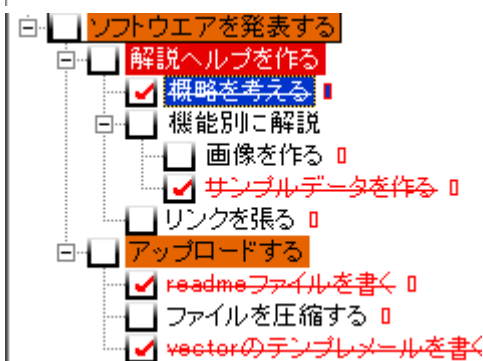 ソフトウエアを発表する
解説ヘルプを作る
概略を考える
機能別に解説
画像を作る
サンプルデータを作る
リンクを張る
アップロードする
readmeファイルを書く
ファイルを圧縮する
vectorのテンプレメールを書く